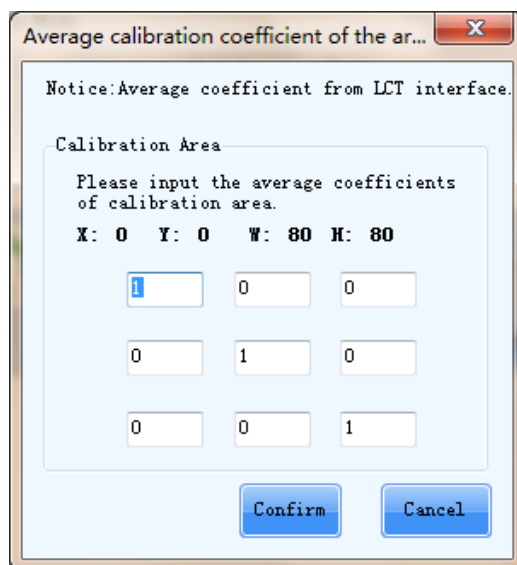 Average calibration coefficient of the ar...
Notice:Average coefficient from LCT interface.
Calibration Area
Please input the average coefficients
of calibration area.
X: 0 Y: 0 W: 80 H: 80
1 0 0
0 1 0
0 0 1
Confirm Cancel